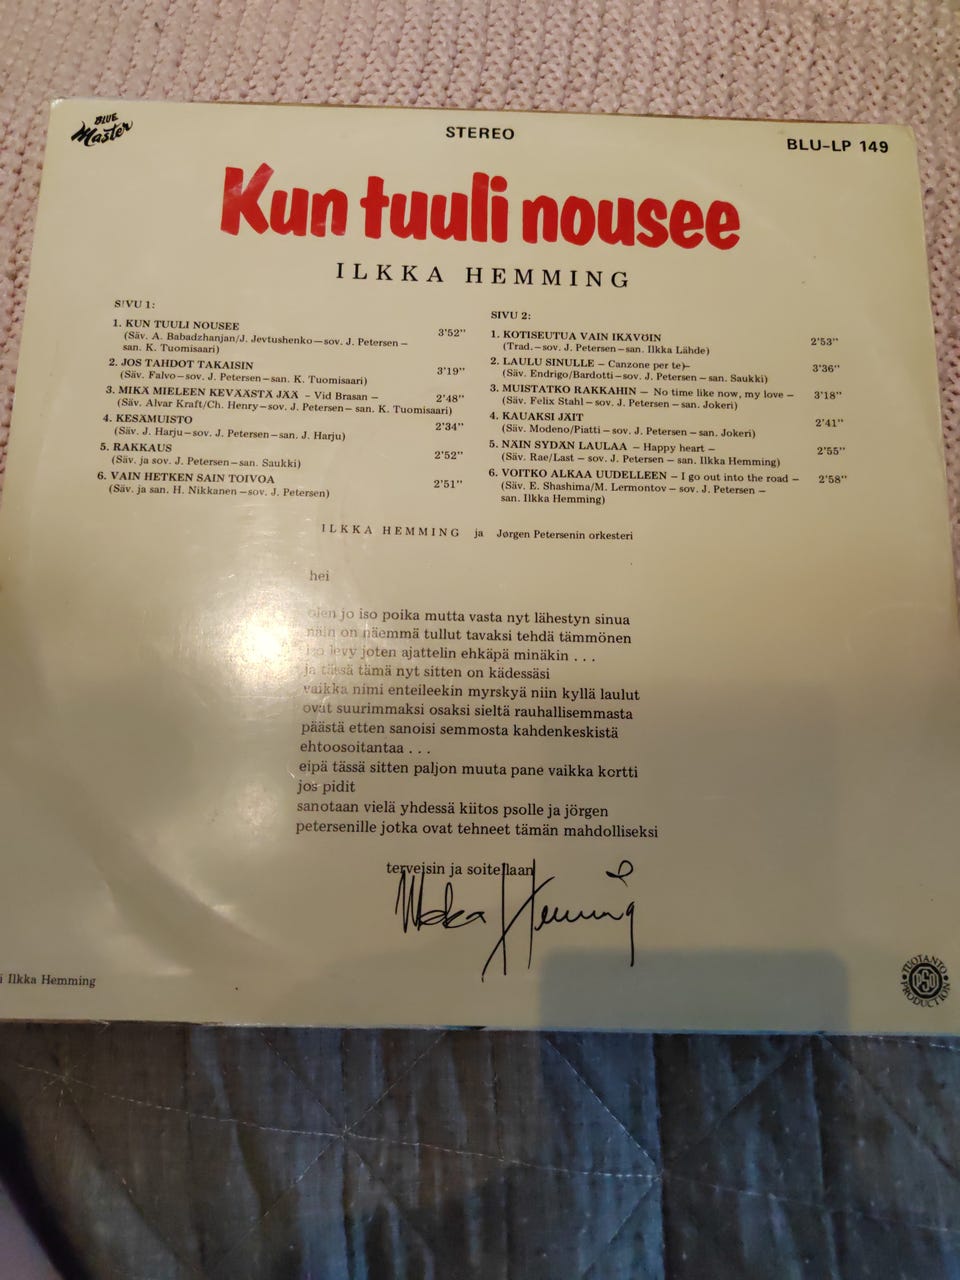 BLUE
Master
STEREO
BLU-LP 149
Kun tuuli nousee
ILKKA HEMMING
SIVU 1:
1. KUN TUULI NOUSEE 3'52"
(Säv. A. Babadzhanjan/J. Jevtushenko—sov. J. Petersen –
san. K. Tuomisaari)
2. JOS TAHDOT TAKAISIN 3'19"
(Säv. Falvo–sov. J. Petersen–san. K. Tuomisaari)
3. MIKÄ MIELEEN KEVÄÄSTÄ JÄÄ – Vid Brasan – 2'48"
(Säv. Alvar Kraft/Ch. Henry–sov. J. Petersen– san. K. Tuomisaari)
4. KESÄMUISTO 2'34"
(Säv. J. Harju–sov. J. Petersen–san. J. Harju)
5. RAKKAUS 2'52"
(Säv. ja sov. J. Petersen–san. Saukki)
6. VAIN HETKEN SAIN TOIVOA 2'51"
(Säv. ja san. H. Nikkanen –sov. J. Petersen)
SIVU 2:
1. KOTISEUTUA VAIN IKÄVÖIN 2'53"
(Trad.–sov. J. Petersen–san. Ilkka Lähde)
2. LAULU SINULLE – Canzone per te– 3'36"
(Säv. Endrigo/Bardotti–sov. J. Petersen–san. Saukki)
3. MUISTATKO RAKKAHIN – No time like now, my love – 3'18"
(Säv. Felix Stahl–sov. J. Petersen –san. Jokeri)
4. KAUAKSI JÄIT 2'41"
(Säv. Modeno/Piatti –sov. J. Petersen –san. Jokeri)
5. NÄIN SYDÄN LAULAA – Happy heart – 2'55"
(Säv. Rae/Last – sov. J. Petersen – san. Ilkka Hemming)
6. VOITKO ALKAA UUDELLEEN – I go out into the road – 2'58"
(Säv. E. Shashima/M. Lermontov– sov. J. Petersen –
san. Ilkka Hemming)
ILKKA HEMMING ja Jørgen Petersenin orkesteri
hei
olen jo iso poika mutta vasta nyt lähestyn sinua
näin on näemmä tullut tavaksi tehdä tämmönen
iso levy joten ajattelin ehkäpä minäkin . . .
ja tässä tämä nyt sitten on kädessäsi
vaikka nimi enteileekin myrskyä niin kyllä laulut
ovat suurimmaksi osaksi sieltä rauhallisemmasta
päästä etten sanoisi semmosta kahdenkeskistä
ehtoosoitantaa . . .
eipä tässä sitten paljon muuta pane vaikka kortti
jos pidit
sanotaan vielä yhdessä kiitos psolle ja jörgen
petersenille jotka ovat tehneet tämän mahdolliseksi
terveisin ja soitellaan
Ilkka Hemming
i Ilkka Hemming
TUOTANTO
PSO
PRODUCTION